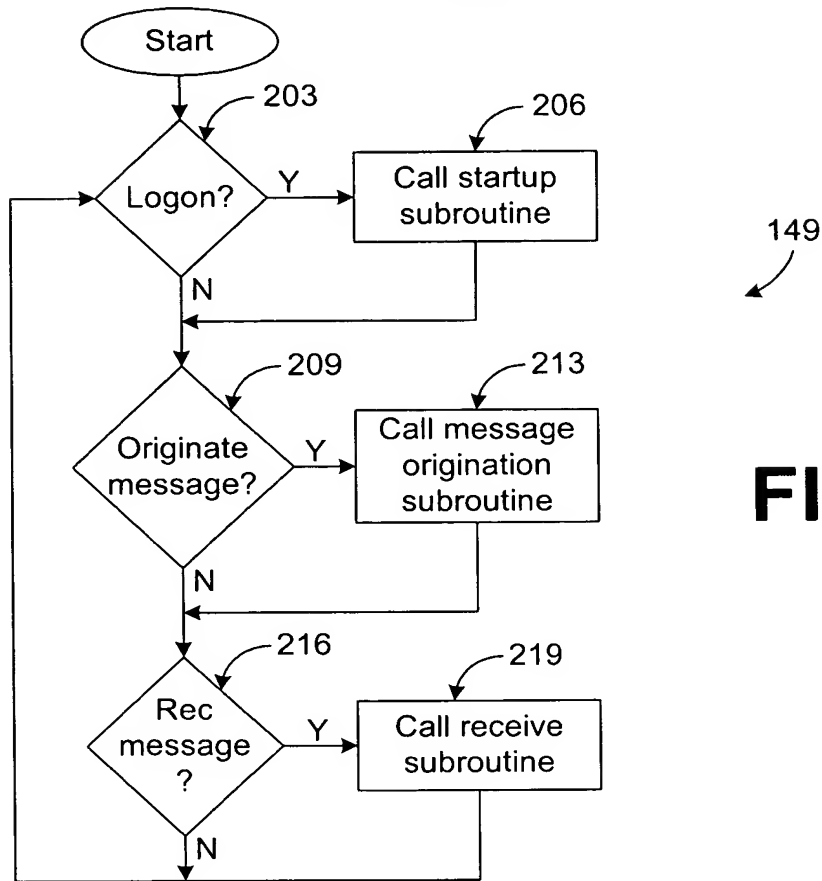 Start
203
206
Logon?
Y
Call startup
subroutine
149
N
209
213
Originate
message?
Y
Call message
origination
subroutine
FI
N
216
219
Rec
message
?
Y
Call receive
subroutine
N